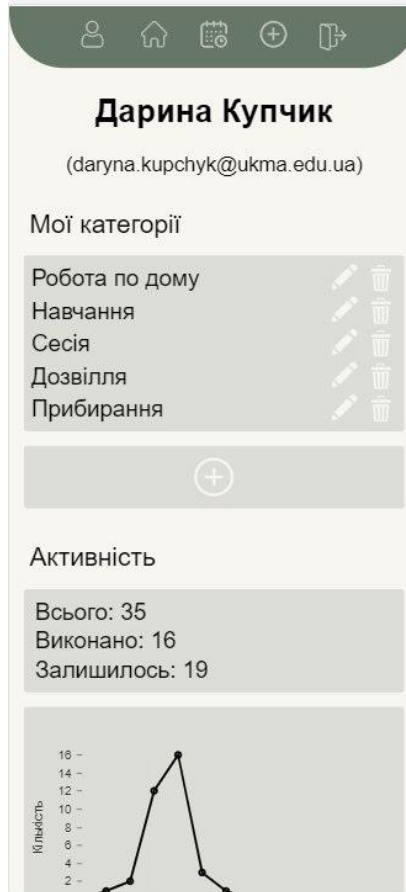 Дарина Купчик
(daryna.kupchyk@ukma.edu.ua)
Мої категорії
Робота по дому
Навчання
Сесія
Дозвілля
Прибирання
Активність
Всього: 35
Виконано: 16
Залишилось: 19
16
14
12
10
8
6
4
2
Кількість